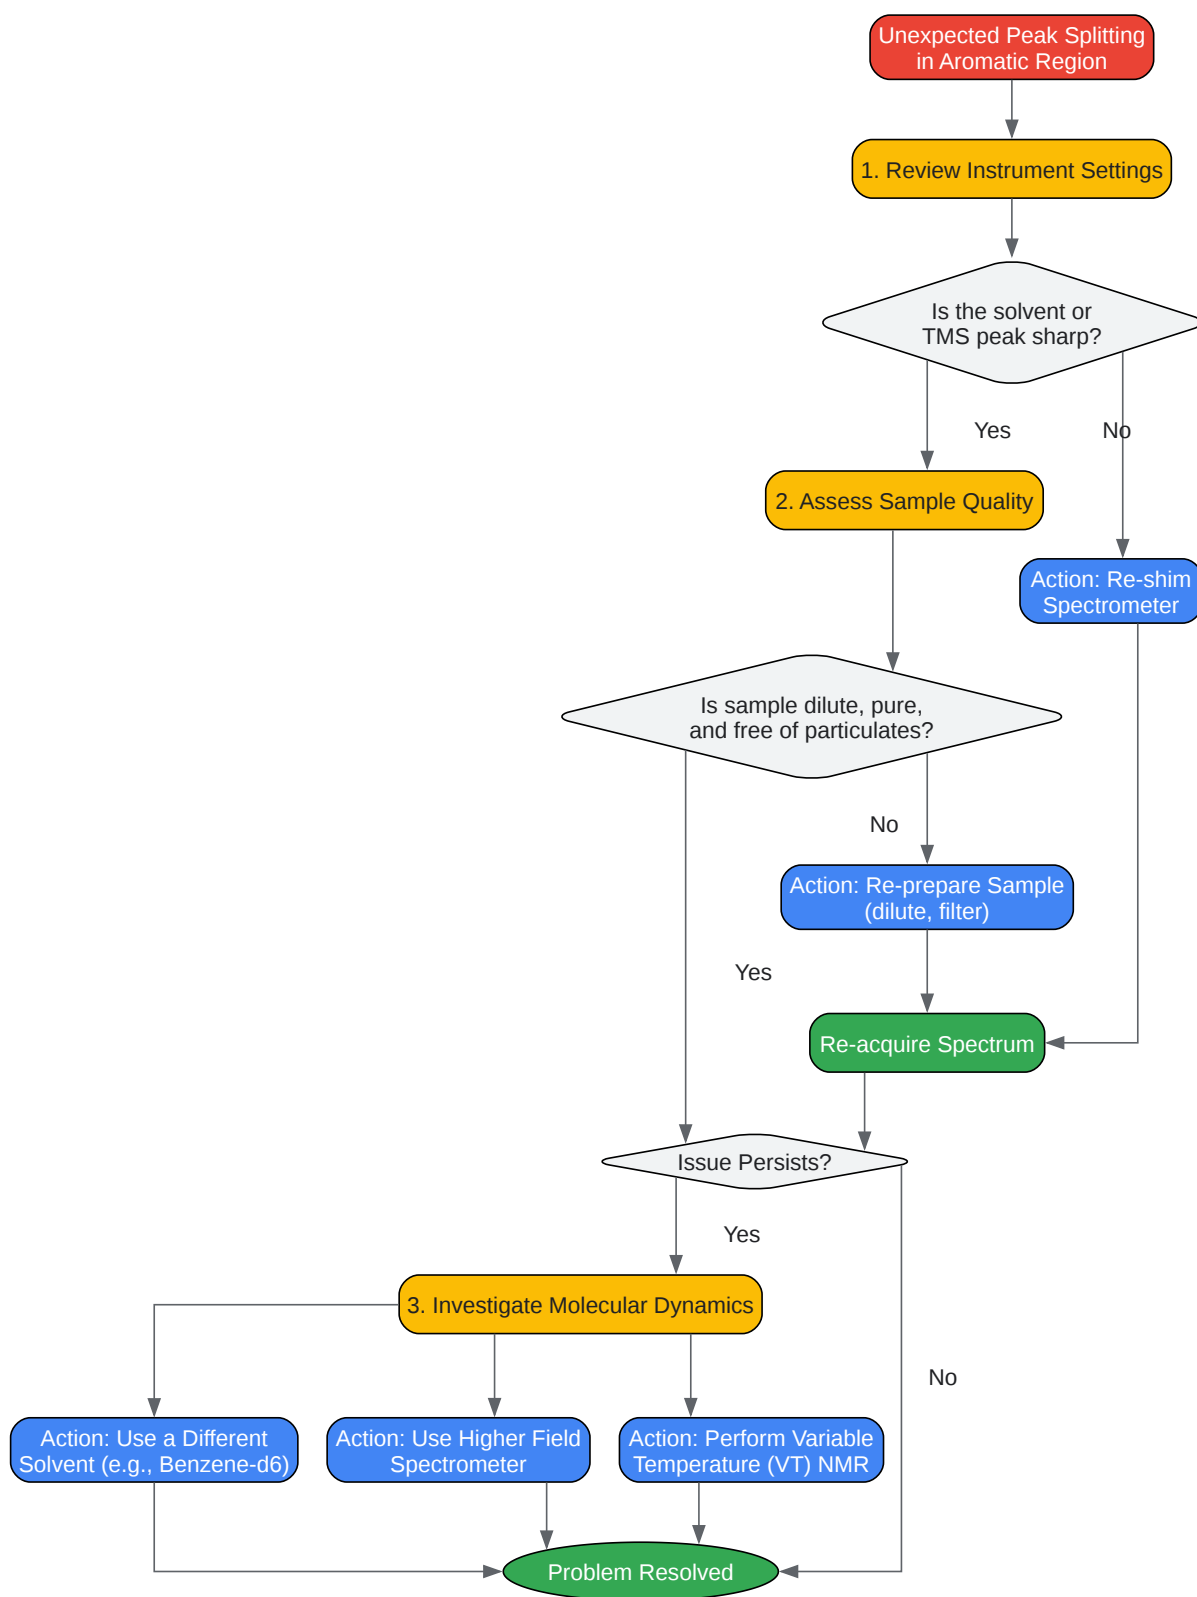 Unexpected Peak Splitting
in Aromatic Region
1. Review Instrument Settings
Is the solvent or
TMS peak sharp?
Yes
No
2. Assess Sample Quality
Action: Re-shim
Spectrometer
Is sample dilute, pure,
and free of particulates?
No
Action: Re-prepare Sample
(dilute, filter)
Yes
Re-acquire Spectrum
Issue Persists?
Yes
3. Investigate Molecular Dynamics
No
Action: Use a Different
Solvent (e.g., Benzene-d6)
Action: Use Higher Field
Spectrometer
Action: Perform Variable
Temperature (VT) NMR
Problem Resolved